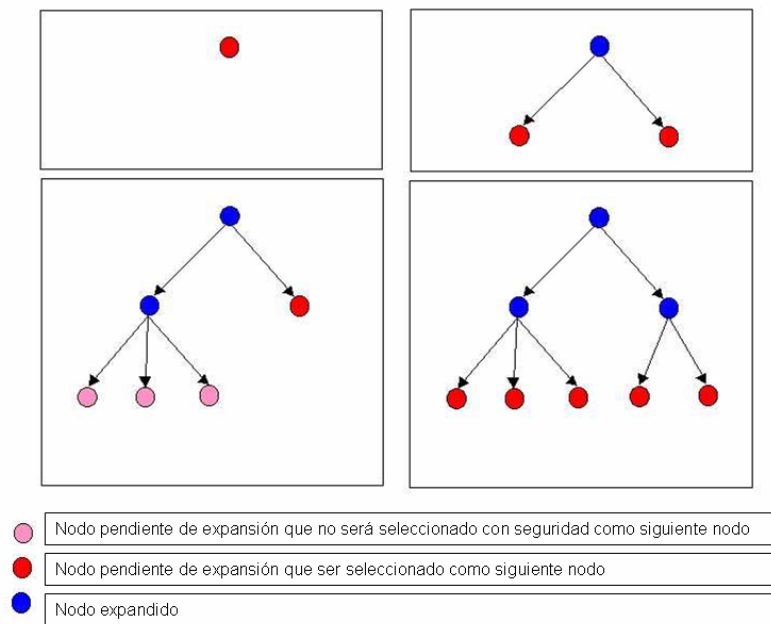 Nodo pendiente de expansión que no será seleccionado con seguridad como siguiente nodo
Nodo pendiente de expansión que ser seleccionado como siguiente nodo
Nodo expandido